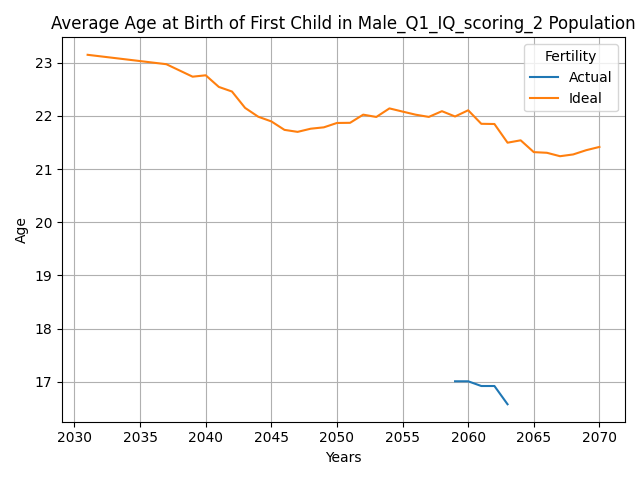 Average Age at Birth of First Child in Male_Q1_IQ_scoring_2 Population
Fertility
Actual
Ideal
Age
23
22
21
20
19
18
17
2030
2035
2040
2045
2050
2055
2060
2065
2070
Years